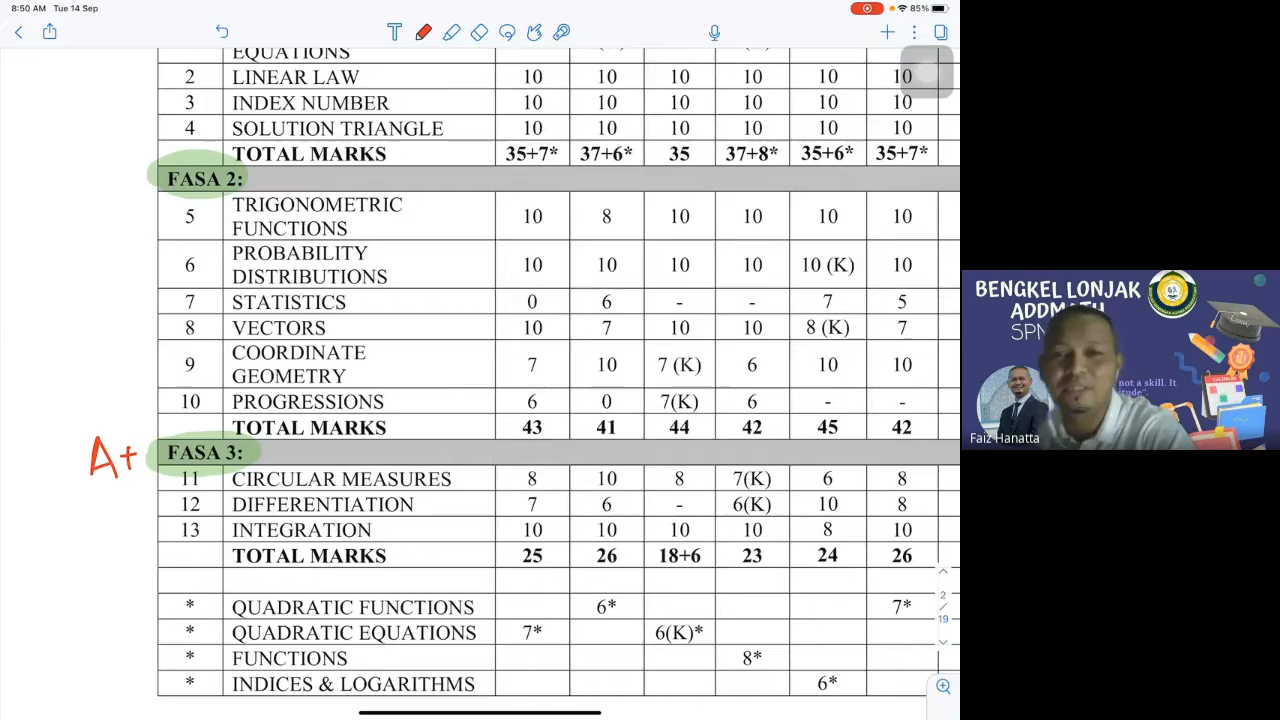 8:50 AM Tue 14 Sep
85%
EQUATIONS
2 LINEAR LAW 10 10 10 10 10 10
3 INDEX NUMBER 10 10 10 10 10 10
4 SOLUTION TRIANGLE 10 10 10 10 10 10
TOTAL MARKS 35+7* 37+6* 35 37+8* 35+6* 35+7*
FASA 2:
5 TRIGONOMETRIC FUNCTIONS 10 8 10 10 10 10
6 PROBABILITY DISTRIBUTIONS 10 10 10 10 10 (K) 10
7 STATISTICS 0 6 - - 7 5
8 VECTORS 10 7 10 10 8 (K) 7
9 COORDINATE GEOMETRY 7 10 7 (K) 6 10 10
10 PROGRESSIONS 6 0 7(K) 6 - -
TOTAL MARKS 43 41 44 42 45 42
A+ FASA 3:
11 CIRCULAR MEASURES 8 10 8 7(K) 6 8
12 DIFFERENTIATION 7 6 - 6(K) 10 8
13 INTEGRATION 10 10 10 10 8 10
TOTAL MARKS 25 26 18+6 23 24 26
* QUADRATIC FUNCTIONS 6* 7*
* QUADRATIC EQUATIONS 7* 6(K)*
* FUNCTIONS 8*
* INDICES & LOGARITHMS 6*
2
/
19
BENGKEL LONJAK
ADDMATH
SPM
not a skill. It
CALENDAR
Faiz Hanatta